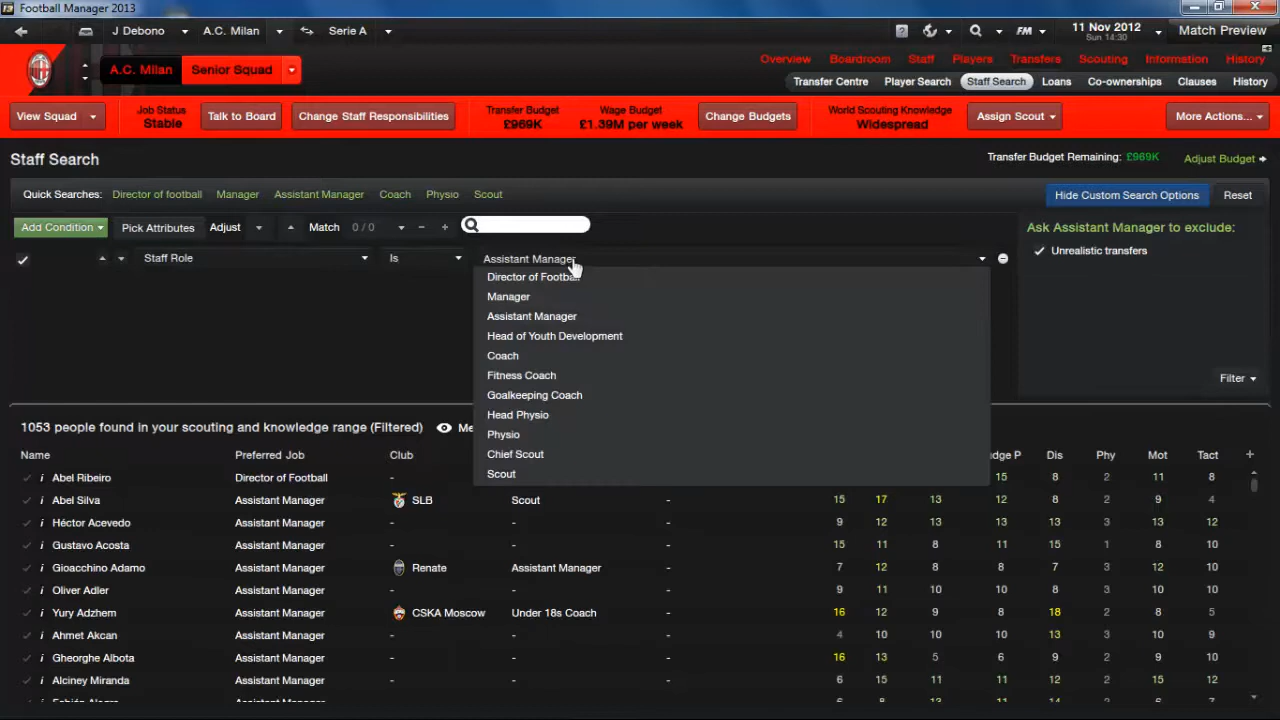 Football Manager 2013
J Debono A.C. Milan Serie A FM 11 Nov 2012 Match Preview
Sun 14:30
A.C. Milan Senior Squad
Overview Boardroom Staff Players Transfers Scouting Information History
Transfer Centre Player Search Staff Search Loans Co-ownerships Clauses History
View Squad Job Status Stable Talk to Board Change Staff Responsibilities Transfer Budget £969K Wage Budget £1.39M per week Change Budgets World Scouting Knowledge Widespread Assign Scout More Actions...
Staff Search Transfer Budget Remaining: £969K Adjust Budget
Quick Searches: Director of football Manager Assistant Manager Coach Physio Scout Hide Custom Search Options Reset
Add Condition Pick Attributes Adjust Match 0 / 0 Ask Assistant Manager to exclude:
Staff Role Is Assistant Manager Unrealistic transfers
Director of Football
Manager
Assistant Manager
Head of Youth Development
Coach
Fitness Coach
Filter
Goalkeeping Coach
Head Physio
1053 people found in your scouting and knowledge range (Filtered)
Physio
Chief Scout
Scout
Name Preferred Job Club Dis Phy Mot Tact
Abel Ribeiro Director of Football - 15 8 2 11 8
Abel Silva Assistant Manager SLB Scout - 15 17 13 12 8 2 9 4
Héctor Acevedo Assistant Manager - - - 9 12 13 13 13 3 13 12
Gustavo Acosta Assistant Manager - - - 15 11 8 11 15 1 8 10
Gioacchino Adamo Assistant Manager Renate Assistant Manager - 7 12 8 8 7 3 12 10
Oliver Adler Assistant Manager - - - 9 11 10 10 8 3 10 10
Yury Adzhem Assistant Manager CSKA Moscow Under 18s Coach - 16 12 9 8 18 2 8 5
Ahmet Akcan Assistant Manager - - - 4 10 10 10 13 3 10 9
Gheorghe Albota Assistant Manager - - - 16 13 5 6 9 2 9 10
Alciney Miranda Assistant Manager - - - 6 15 11 11 12 2 15 12